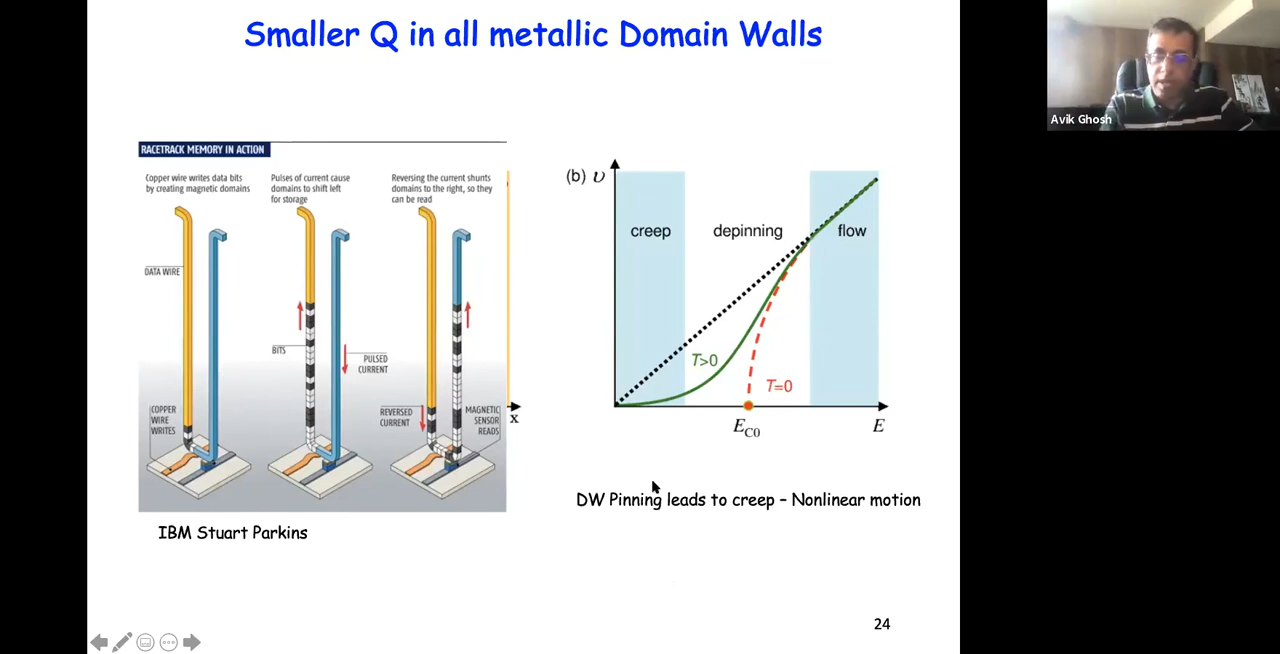 Smaller Q in all metallic Domain Walls
Avik Ghosh
RACETRACK MEMORY IN ACTION
Copper wire writes data bits
by creating magnetic domains
Pulses of current cause
domains to shift left
for storage
Reversing the current shunts
domains to the right, so they
can be read
DATA WIRE
BITS
PULSED
CURRENT
COPPER
WIRE
WRITES
REVERSED
CURRENT
MAGNETIC
SENSOR
READS
x
(b) υ
creep
depinning
flow
T>0
T=0
EC0
E
DW Pinning leads to creep – Nonlinear motion
IBM Stuart Parkins
24